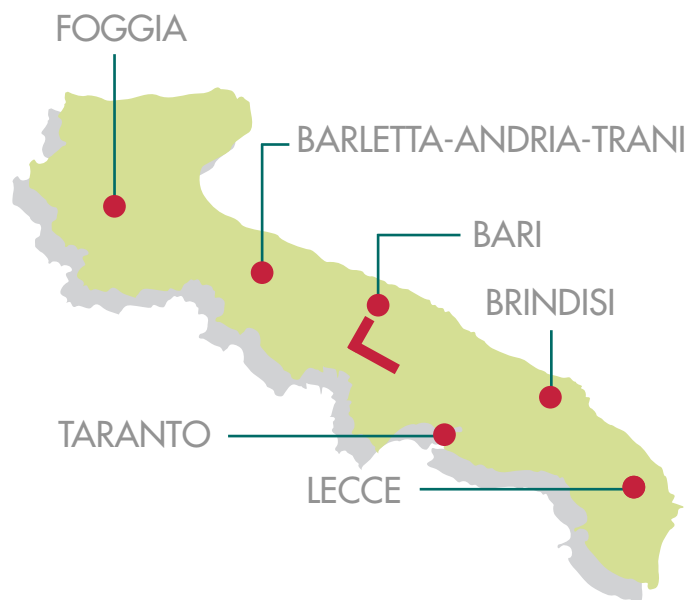 FOGGIA
BARLETTA-ANDRIA-TRANI
BARI
BRINDISI
TARANTO
LECCE